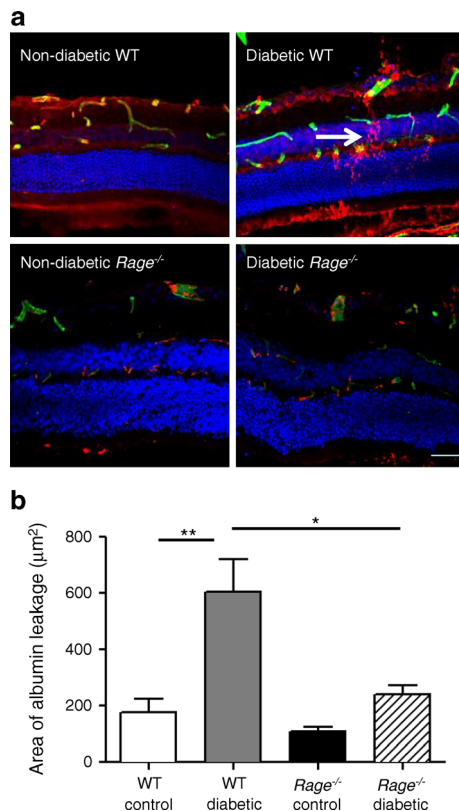 a
Non-diabetic WT
Diabetic WT
Non-diabetic Rage-/-
Diabetic Rage-/-
b
Area of albumin leakage (μm²)
800
600
400
200
0
**
*
WT control
WT diabetic
Rage-/- control
Rage-/- diabetic